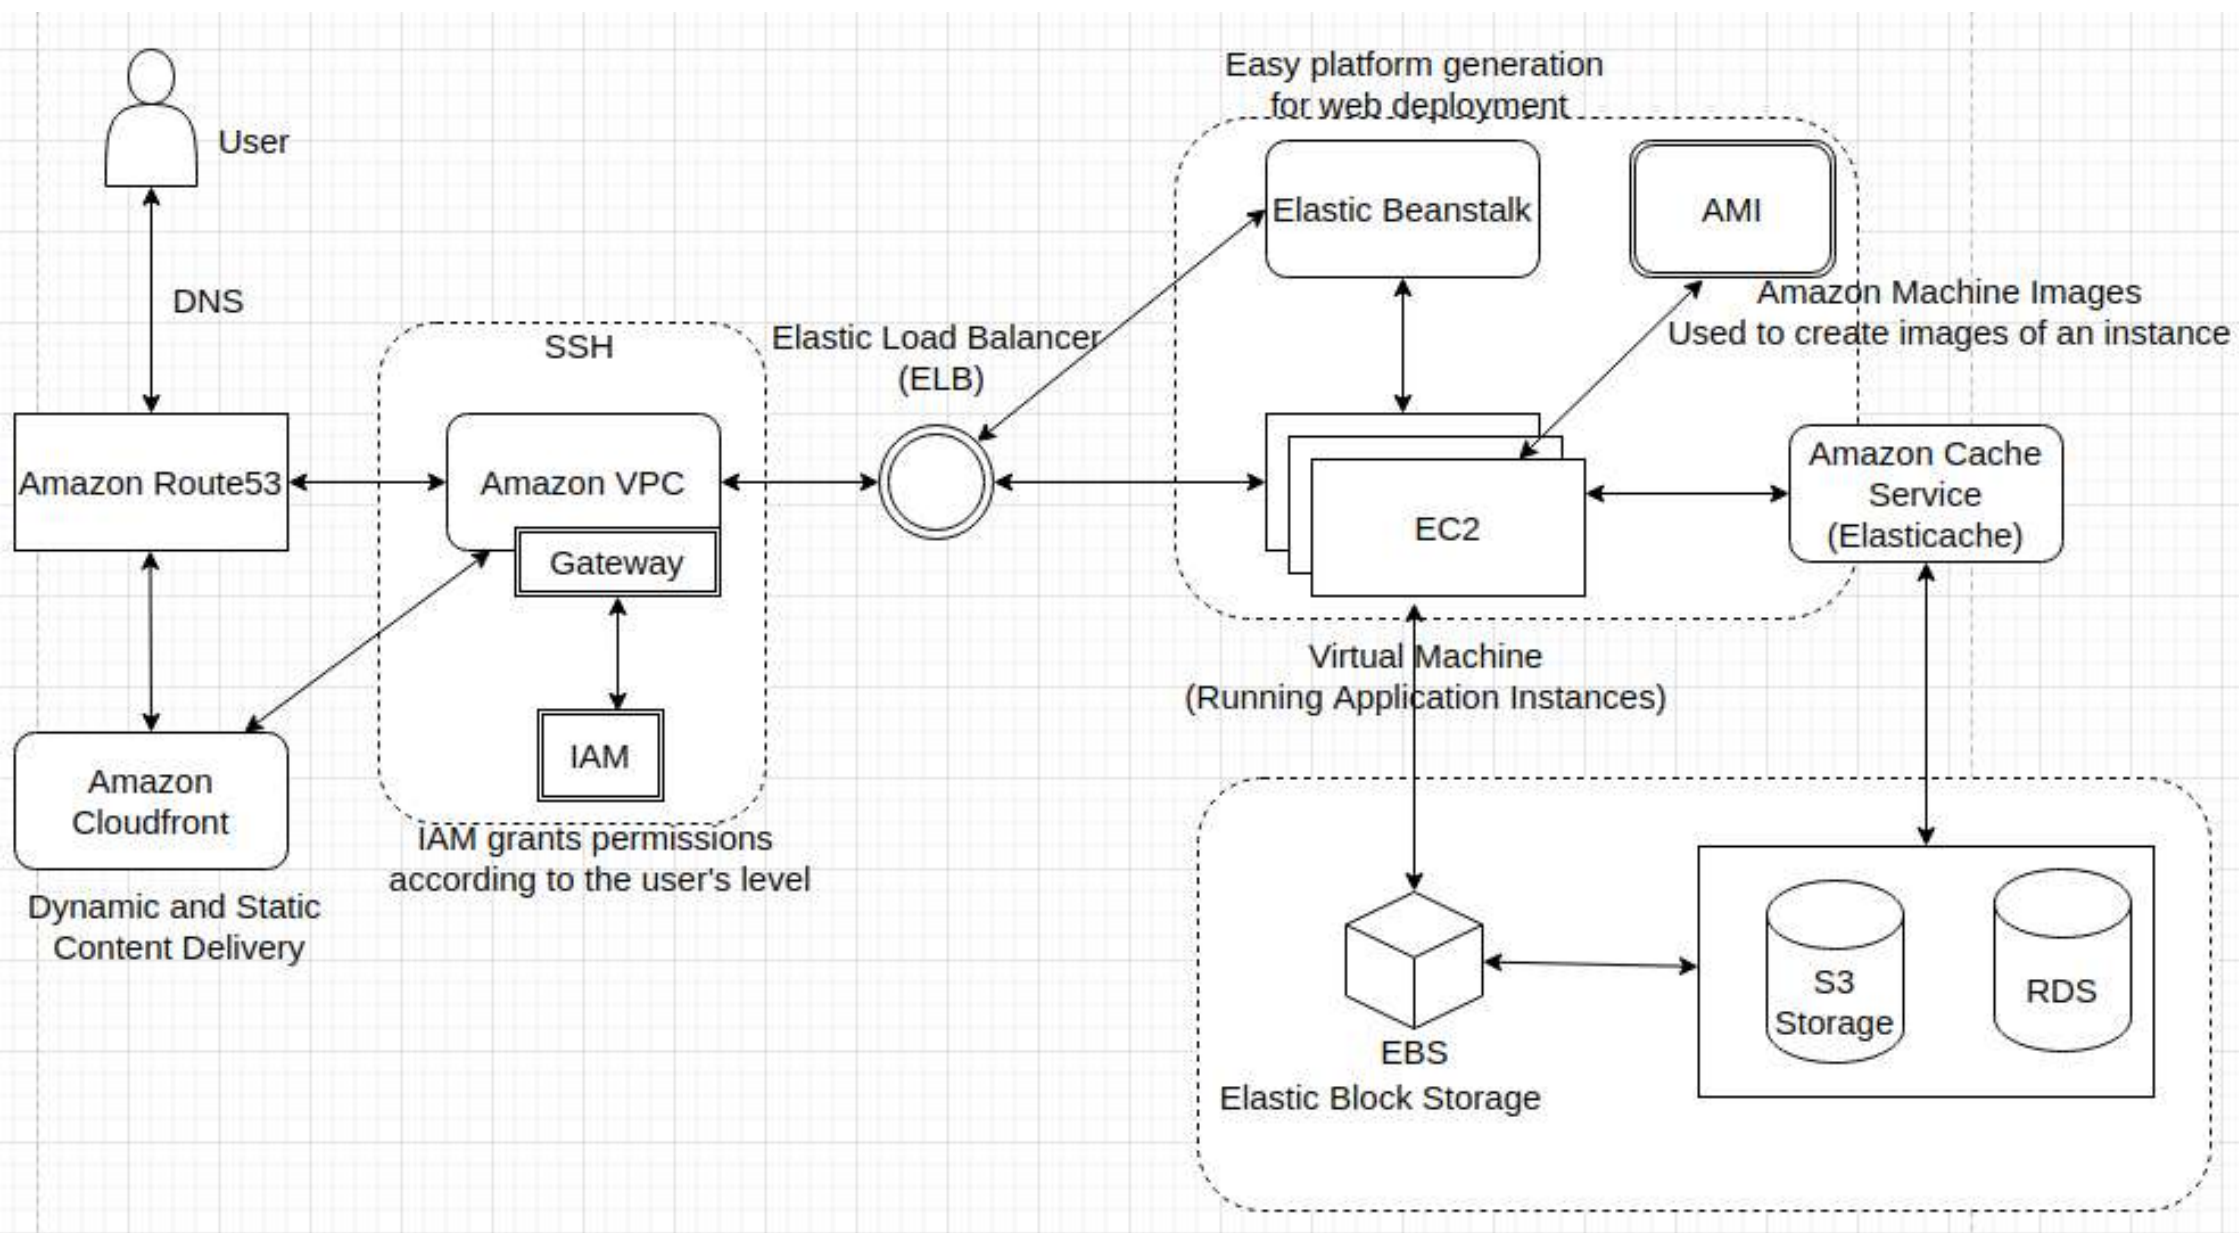 User
DNS
Amazon Route53
Amazon
Cloudfront
Dynamic and Static
Content Delivery
SSH
Amazon VPC
Gateway
IAM
IAM grants permissions
according to the user's level
Elastic Load Balancer
(ELB)
Easy platform generation
for web deployment
Elastic Beanstalk
AMI
Amazon Machine Images
Used to create images of an instance
EC2
Amazon Cache
Service
(Elasticache)
Virtual Machine
(Running Application Instances)
EBS
Elastic Block Storage
S3
Storage
RDS